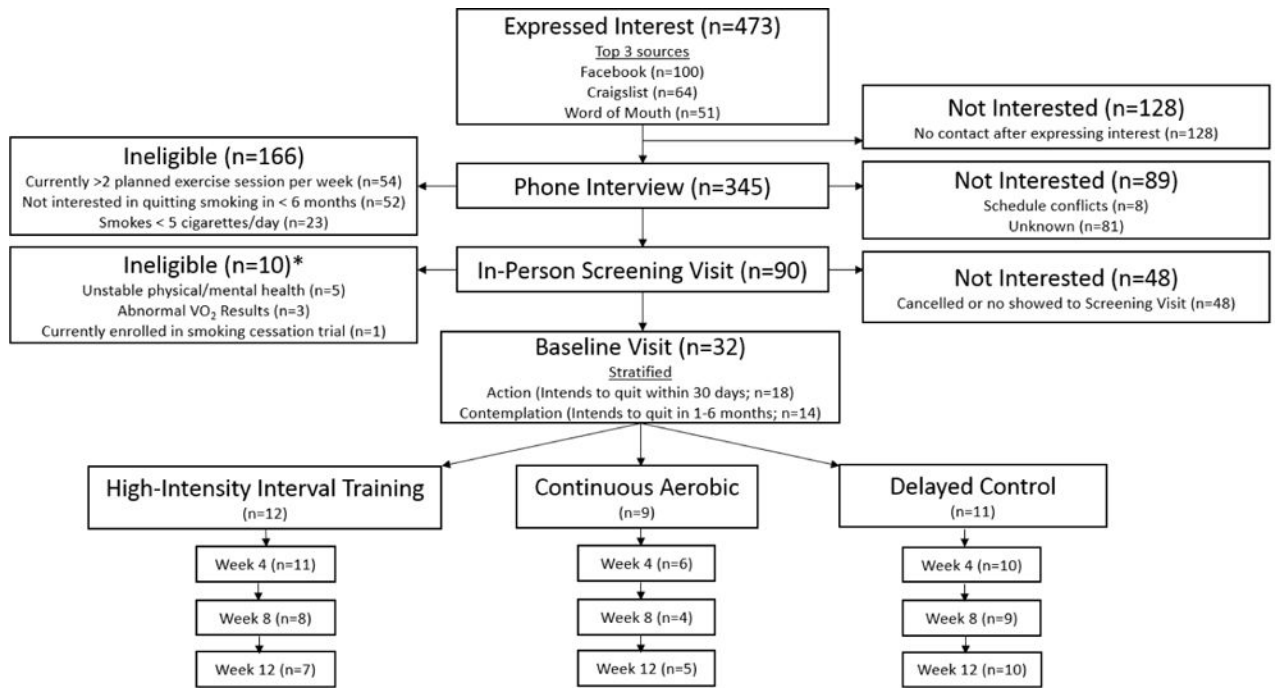 Expressed Interest (n=473)
Top 3 sources
Facebook (n=100)
Craigslist (n=64)
Word of Mouth (n=51)
Not Interested (n=128)
No contact after expressing interest (n=128)
Ineligible (n=166)
Currently >2 planned exercise session per week (n=54)
Not interested in quitting smoking in < 6 months (n=52)
Smokes < 5 cigarettes/day (n=23)
Phone Interview (n=345)
Not Interested (n=89)
Schedule conflicts (n=8)
Unknown (n=81)
Ineligible (n=10)*
Unstable physical/mental health (n=5)
Abnormal VO₂ Results (n=3)
Currently enrolled in smoking cessation trial (n=1)
In-Person Screening Visit (n=90)
Not Interested (n=48)
Cancelled or no showed to Screening Visit (n=48)
Baseline Visit (n=32)
Stratified
Action (Intends to quit within 30 days; n=18)
Contemplation (Intends to quit in 1-6 months; n=14)
High-Intensity Interval Training
(n=12)
Continuous Aerobic
(n=9)
Delayed Control
(n=11)
Week 4 (n=11)
Week 4 (n=6)
Week 4 (n=10)
Week 8 (n=8)
Week 8 (n=4)
Week 8 (n=9)
Week 12 (n=7)
Week 12 (n=5)
Week 12 (n=10)